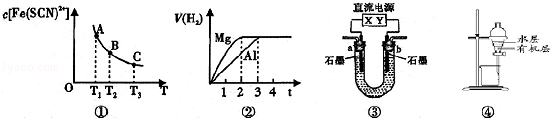 c[Fe(SCN)²⁺]
A
B
C
O
T₁ T₂ T₃ T
①
V(H₂)
Mg
Al
1 2 3 4 t
②
直流电源
X Y
a b
石墨 石墨
③
水层
有机层
④